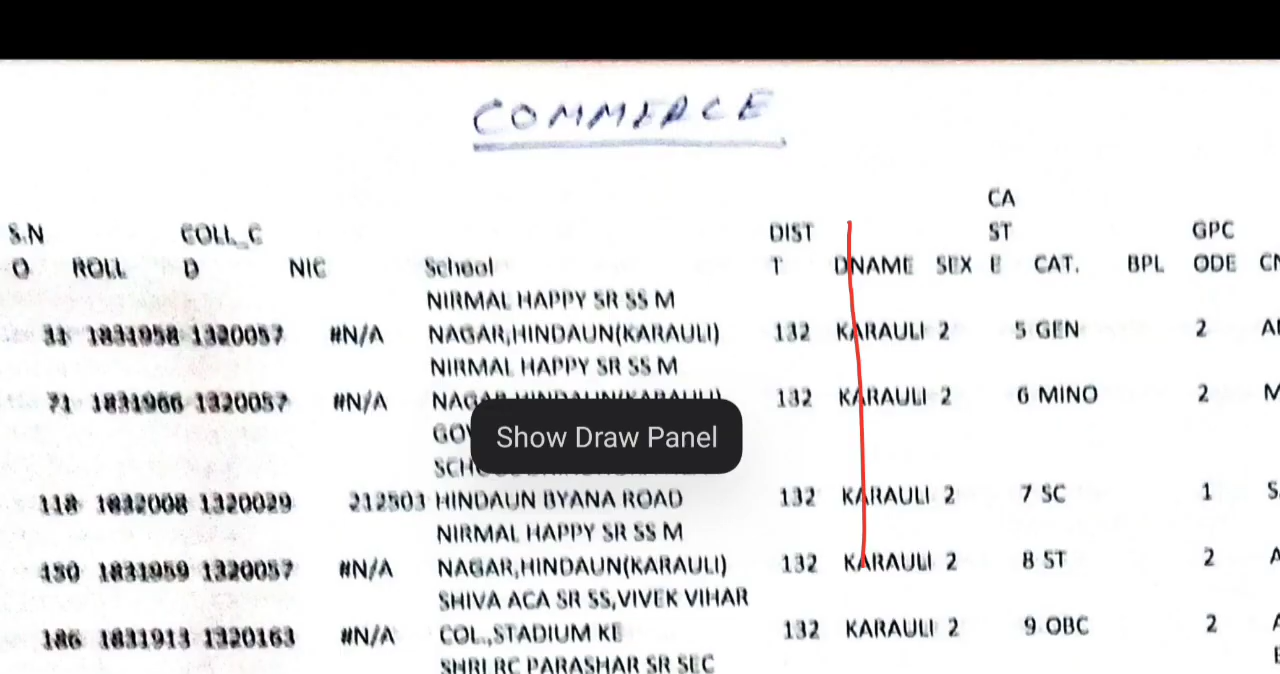 COMMERCE
CA
S.N COLL_C DIST ST GPC
O ROLL D NIC School T DNAME SEX E CAT. BPL ODE
NIRMAL HAPPY SR SS M
31 1831958 1320057 #N/A NAGAR,HINDAUN(KARAULI) 132 KARAULI 2 5 GEN 2
NIRMAL HAPPY SR SS M
71 1831966 1320057 #N/A NAGAR,HINDAUN(KARAULI) 132 KARAULI 2 6 MINO 2
Show Draw Panel
118 1832008 1320029 212503 HINDAUN BYANA ROAD 132 KARAULI 2 7 SC 1
NIRMAL HAPPY SR SS M
150 1831959 1320057 #N/A NAGAR,HINDAUN(KARAULI) 132 KARAULI 2 8 ST 2
SHIVA ACA SR SS,VIVEK VIHAR
186 1831913 1320163 #N/A COL.,STADIUM KE 132 KARAULI 2 9 OBC 2
SHRI RC PARASHAR SR SEC